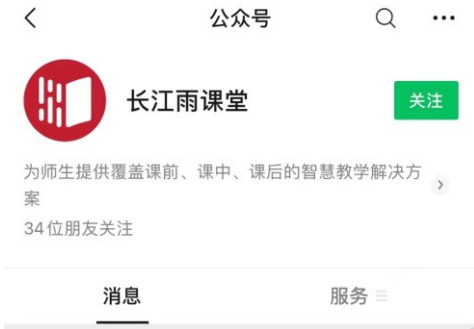 公众号
长江雨课堂
关注
为师生提供覆盖课前、课中、课后的智慧教学解决方
案
34位朋友关注
消息
服务